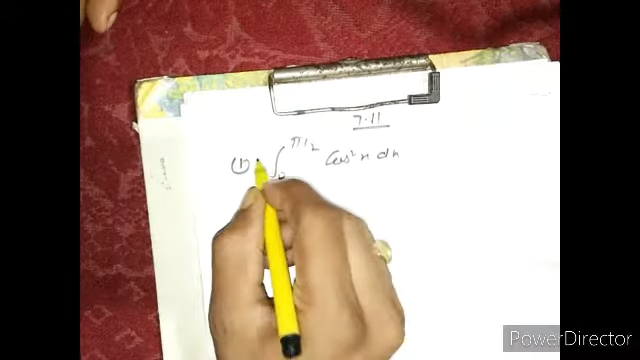 7.11
(1) ∫₀^π/2 Cos²x dx
PowerDirector